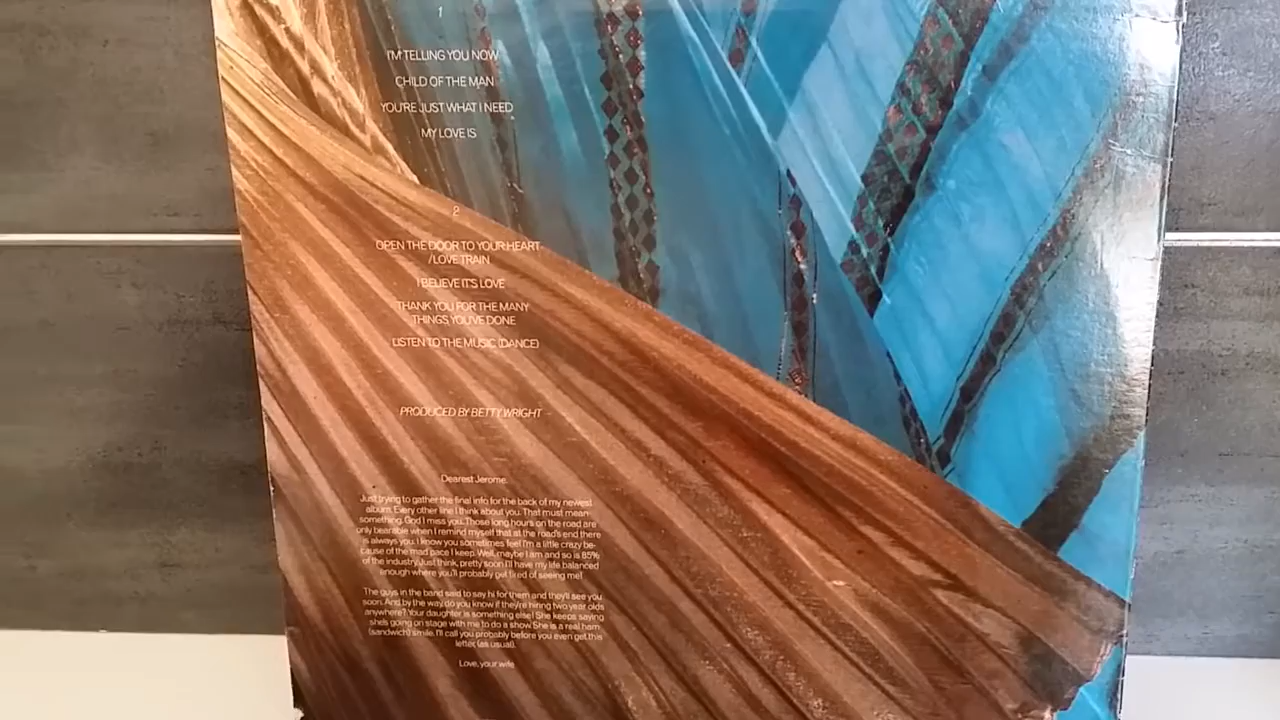 1
I'M TELLING YOU NOW
CHILD OF THE MAN
YOU'RE JUST WHAT I NEED
MY LOVE IS
2
OPEN THE DOOR TO YOUR HEART
/LOVE TRAIN
I BELIEVE IT'S LOVE
THANK YOU FOR THE MANY
THINGS YOU'VE DONE
LISTEN TO THE MUSIC (DANCE)
PRODUCED BY BETTY WRIGHT
Dearest Jerome,
Just trying to gather the final info for the back of my newest
album. Every other line I think about you. That must mean
something. God I miss you. Those long hours on the road are
only bearable when I remind myself that at the road's end there
is always you. I know you sometimes feel I'm a little crazy be-
cause of the mad pace I keep. Well, maybe I am and so is 85%
of the industry. Just think, pretty soon I'll have my life balanced
enough where you'll probably get tired of seeing me!
The guys in the band said to say hi for them and they'll see you
soon. And by the way, do you know if they're hiring two year olds
anywhere? Your daughter is something else! She keeps saying
she's going on stage with me to do a show. She is a real ham
(sandwich) smile. I'll call you probably before you even get this
letter, (as usual).
Love, your wife